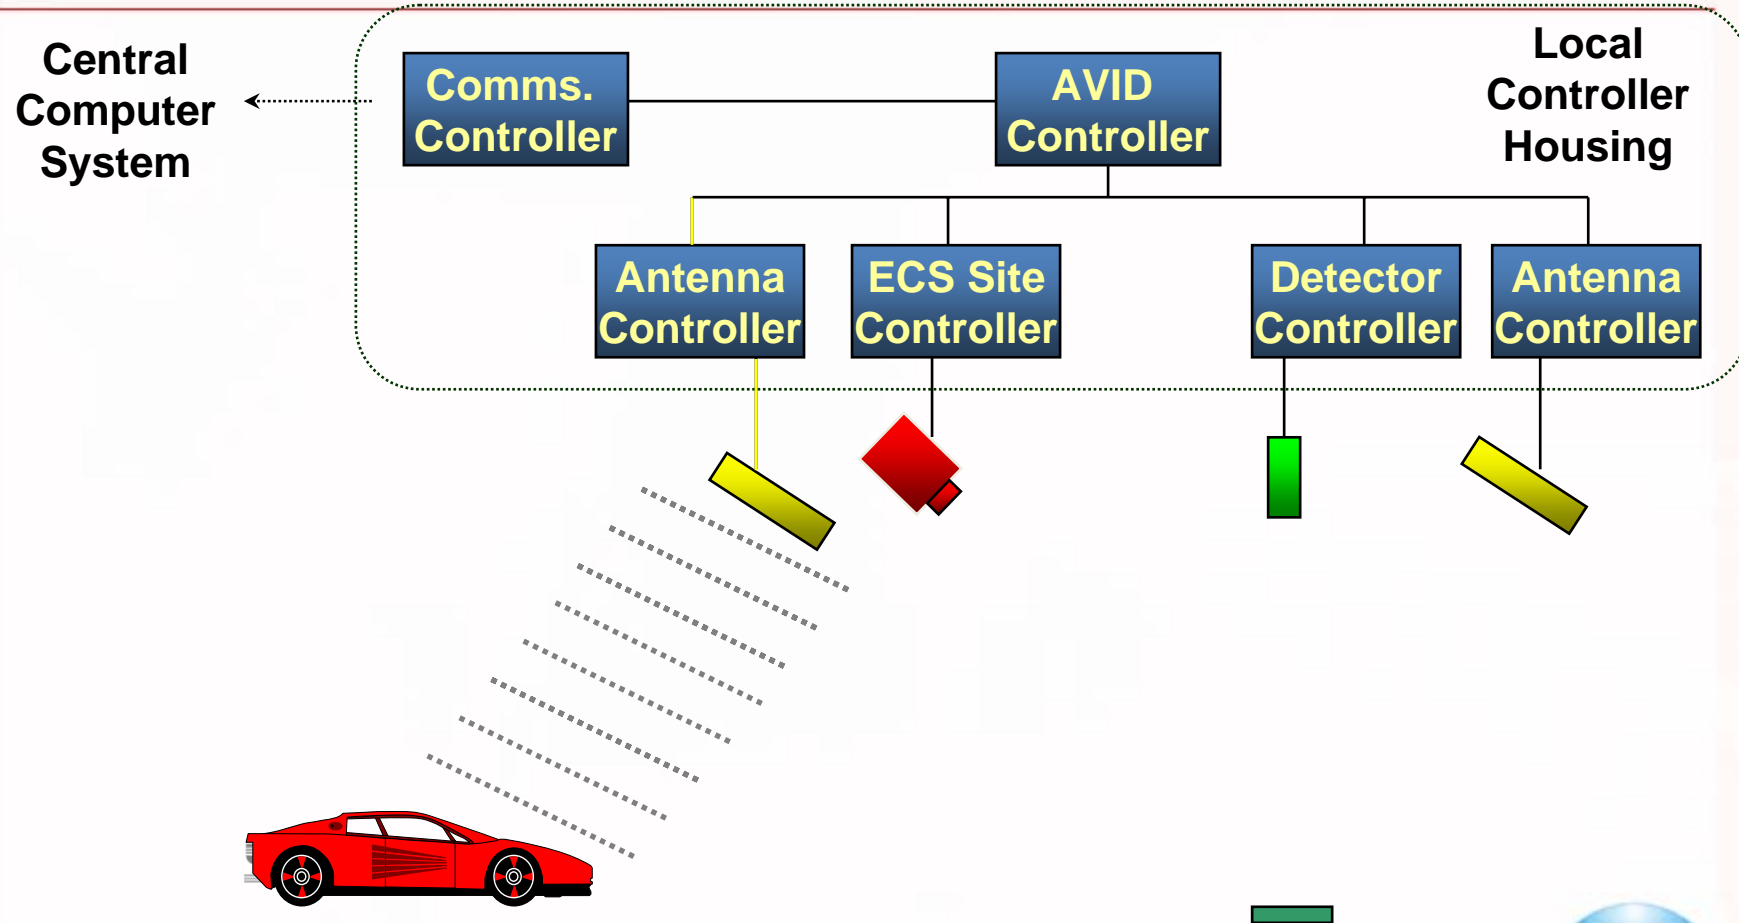 Central
Computer
System
Comms.
Controller
AVID
Controller
Local
Controller
Housing
Antenna
Controller
ECS Site
Controller
Detector
Controller
Antenna
Controller